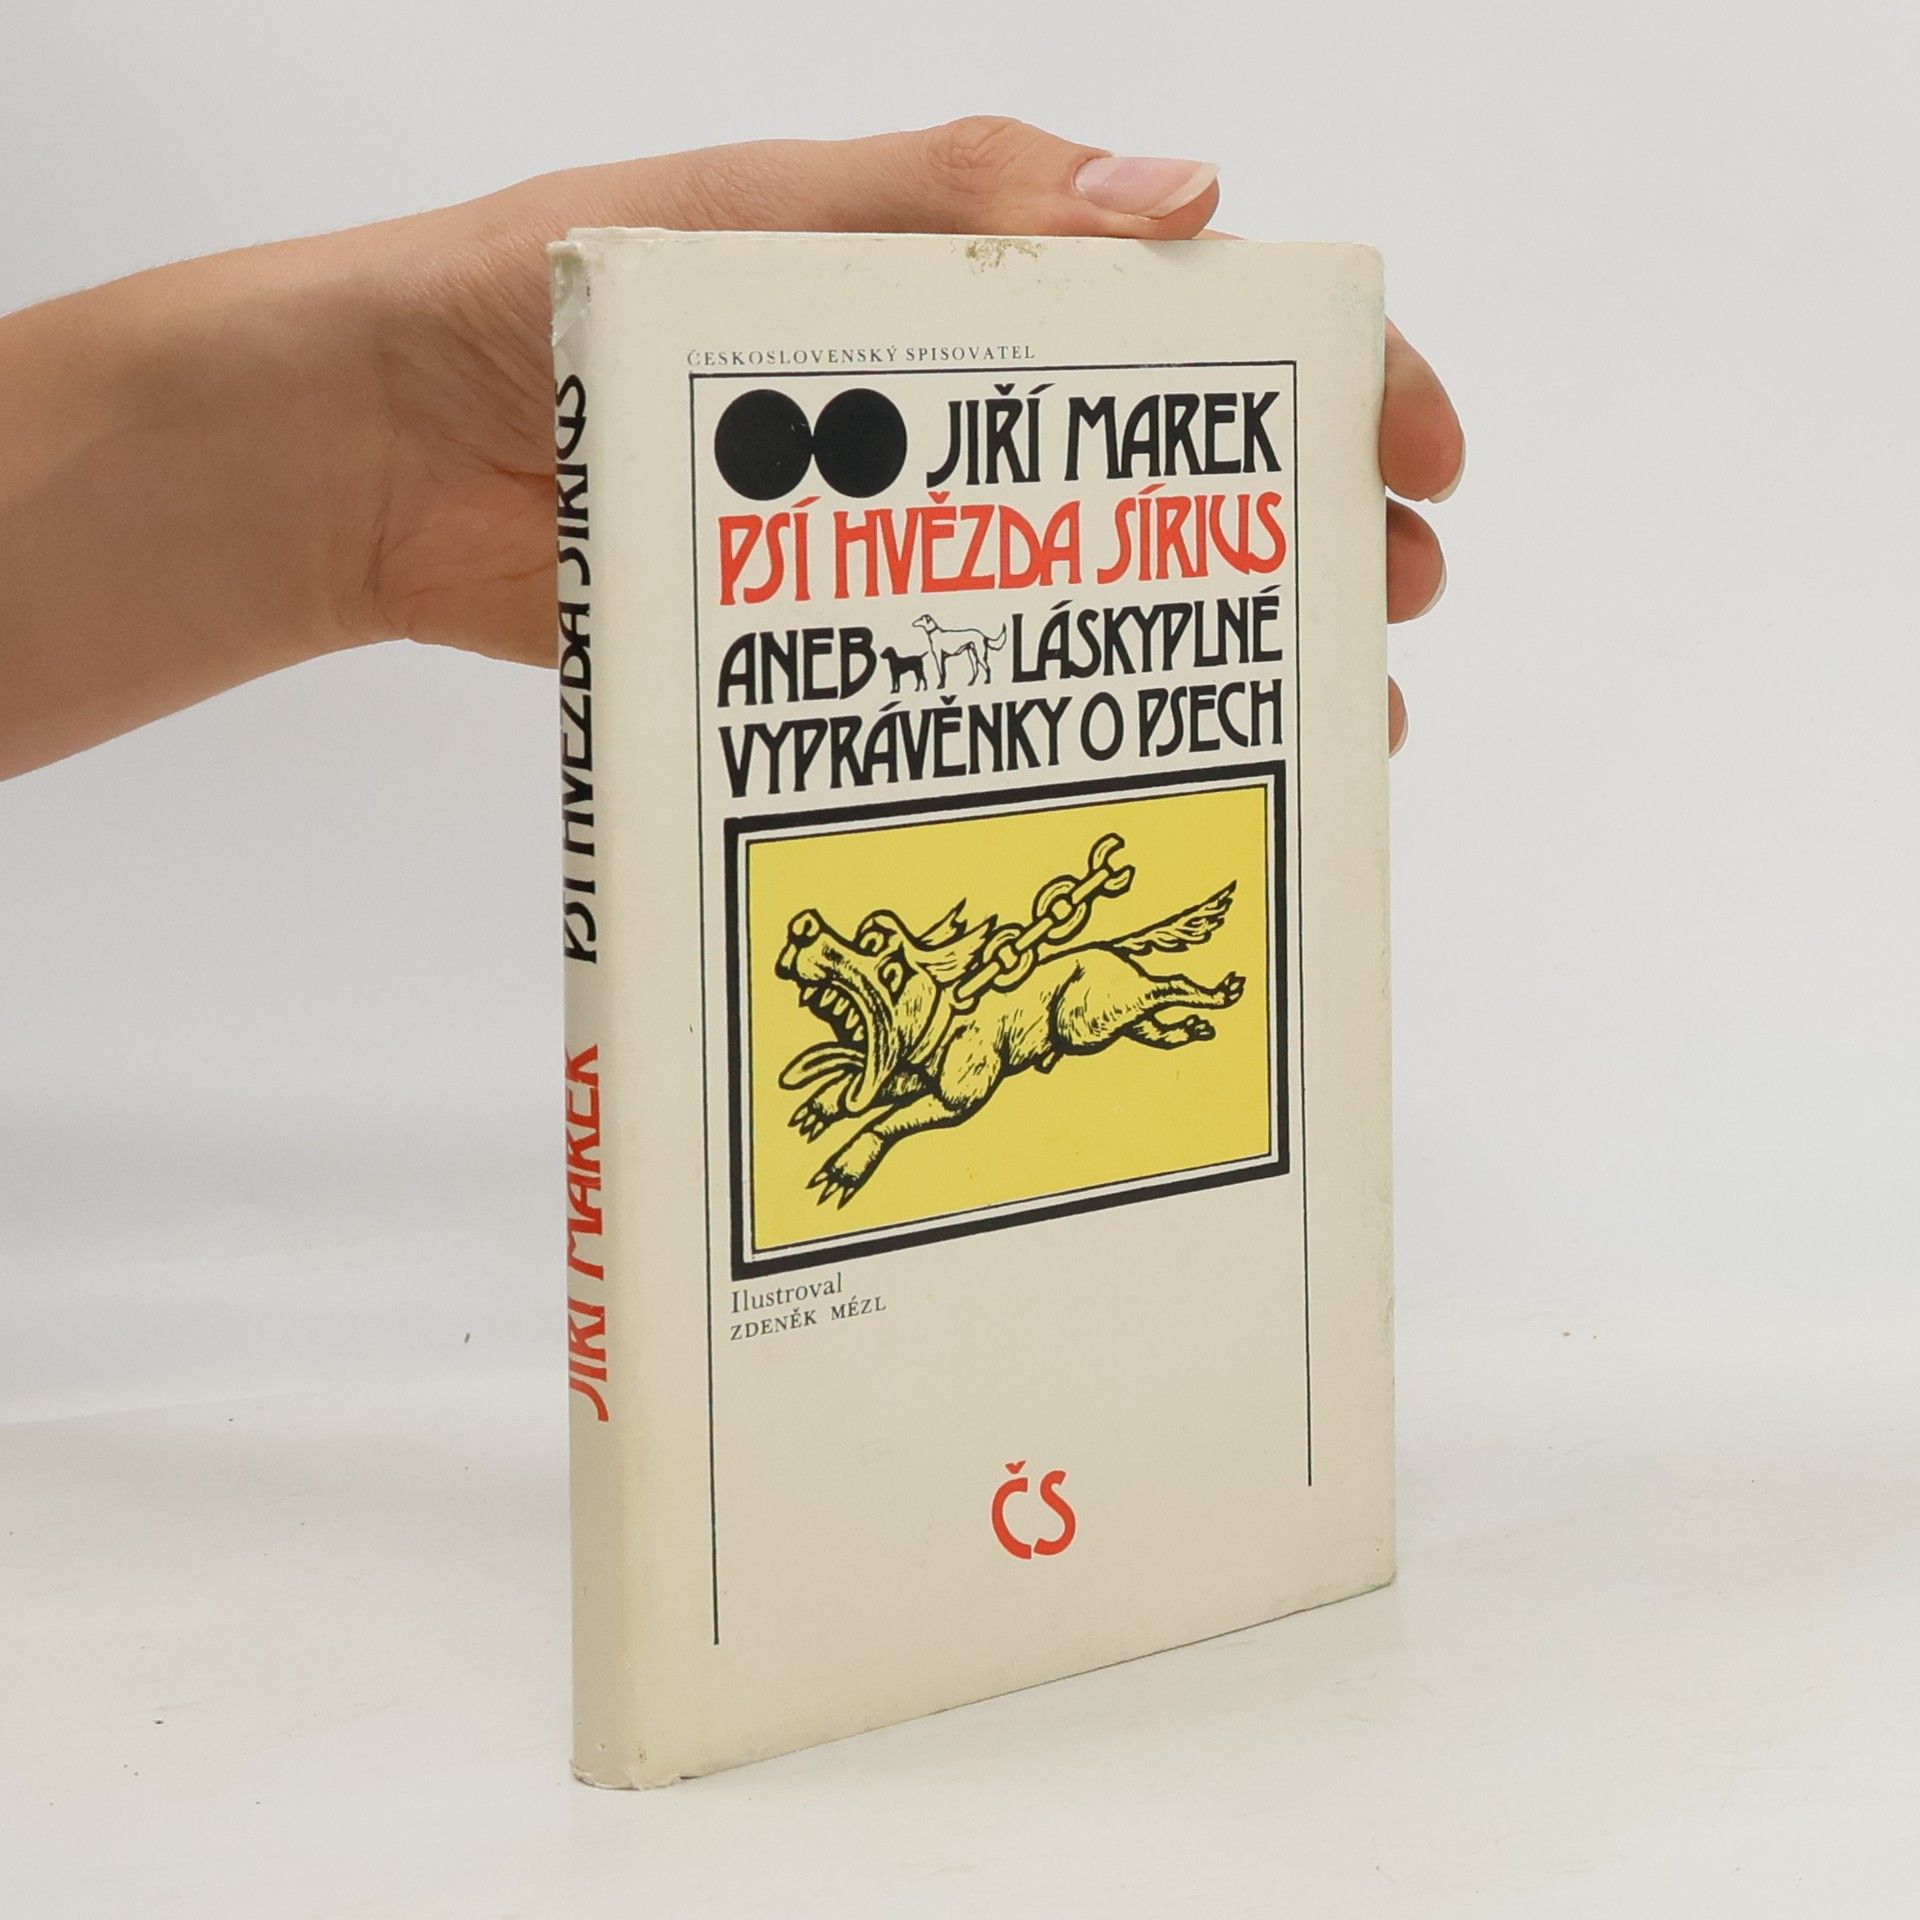 ČESKOSLOVENSKÝ SPISOVATEL
JIŘÍ MAREK
PSÍ HVĚZDA SÍRIUS
ANEB LÁSKYPLNÉ
VYPRÁVĚNKY O PSECH
Ilustroval
ZDENĚK MÉZL
ČS
JIŘÍ MAREK PSÍ HVĚZDA SÍRIUS